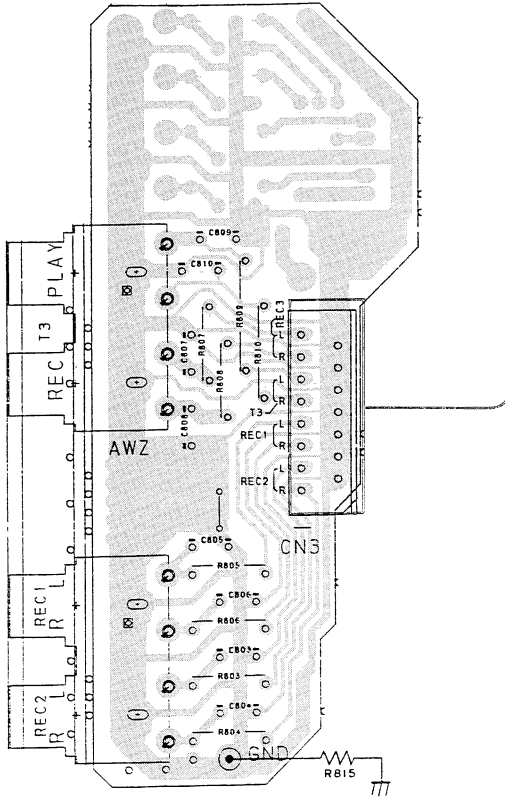 C809
PLAY
C810
T3
REC
C807
R807
R808
R809
R810
REC3
L
R
L
R
T3
C808
REC1
L
R
AWZ
REC2
L
R
CN3
C805
R805
REC1
L
R
C806
R806
C803
R803
REC2
L
R
C804
R804
GND
R815